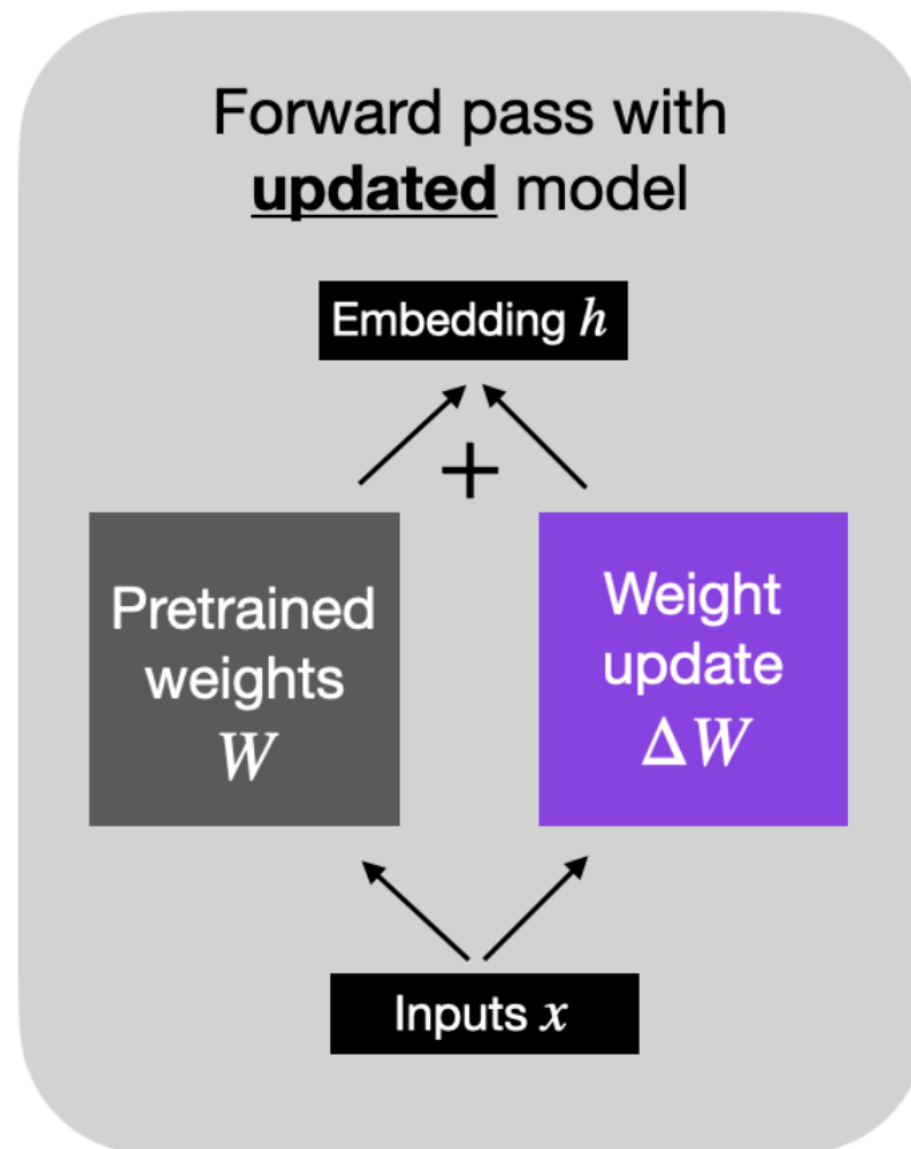 Forward pass with
updated model
Embedding h
+
Pretrained
weights
W
Weight
update
ΔW
Inputs x